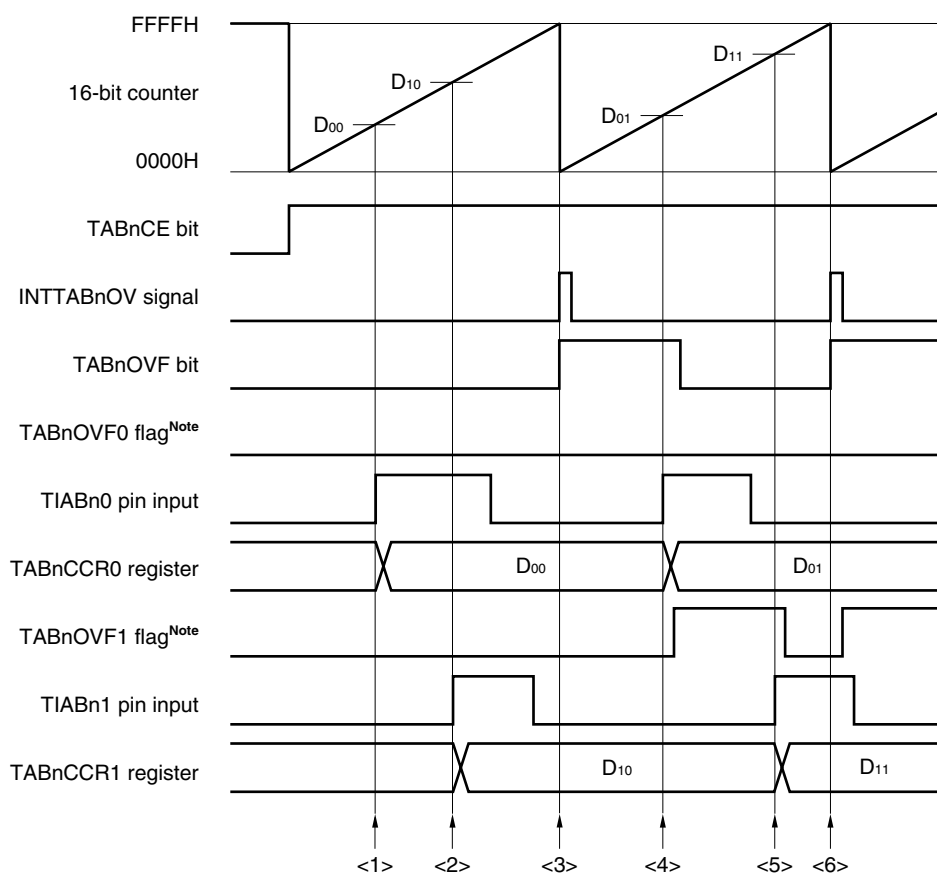 FFFFH
16-bit counter
0000H
D00
D10
D01
D11
TABnCE bit
INTTABnOV signal
TABnOVF bit
TABnOVF0 flagNote
TIABn0 pin input
TABnCCR0 register
D00
D01
TABnOVF1 flagNote
TIABn1 pin input
TABnCCR1 register
D10
D11
<1> <2> <3> <4> <5> <6>